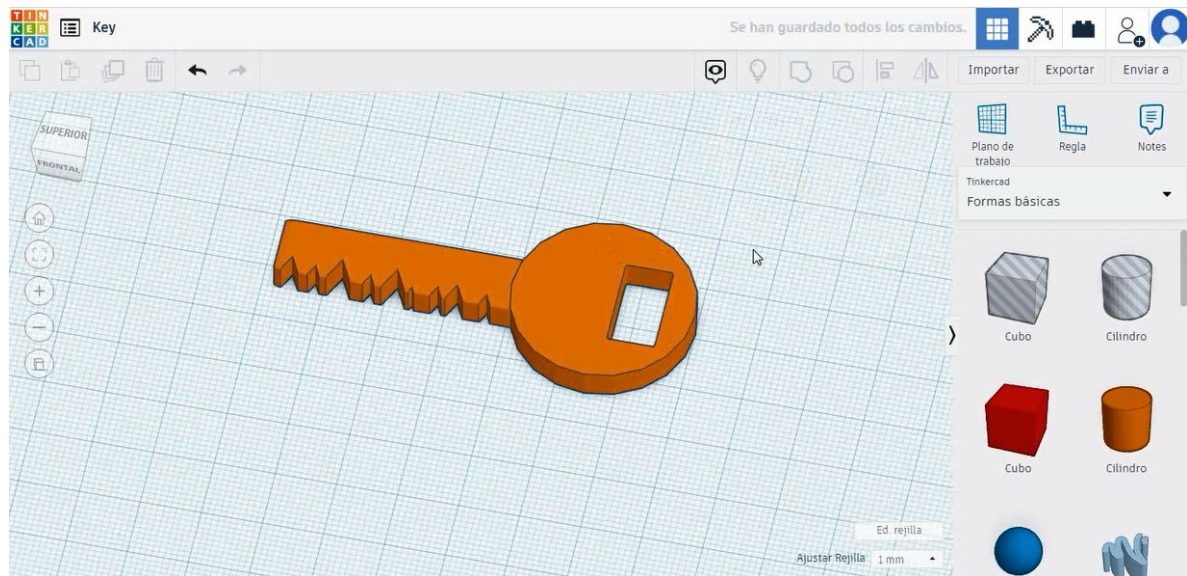 TIN
KER
CAD
Key
Se han guardado todos los cambios.
Importar
Exportar
Enviar a
SUPERIOR
FRONTAL
Plano de
trabajo
Regla
Notes
Tinkercad
Formas básicas
Cubo
Cilindro
Cubo
Cilindro
Ed. rejilla
Ajustar Rejilla
1 mm